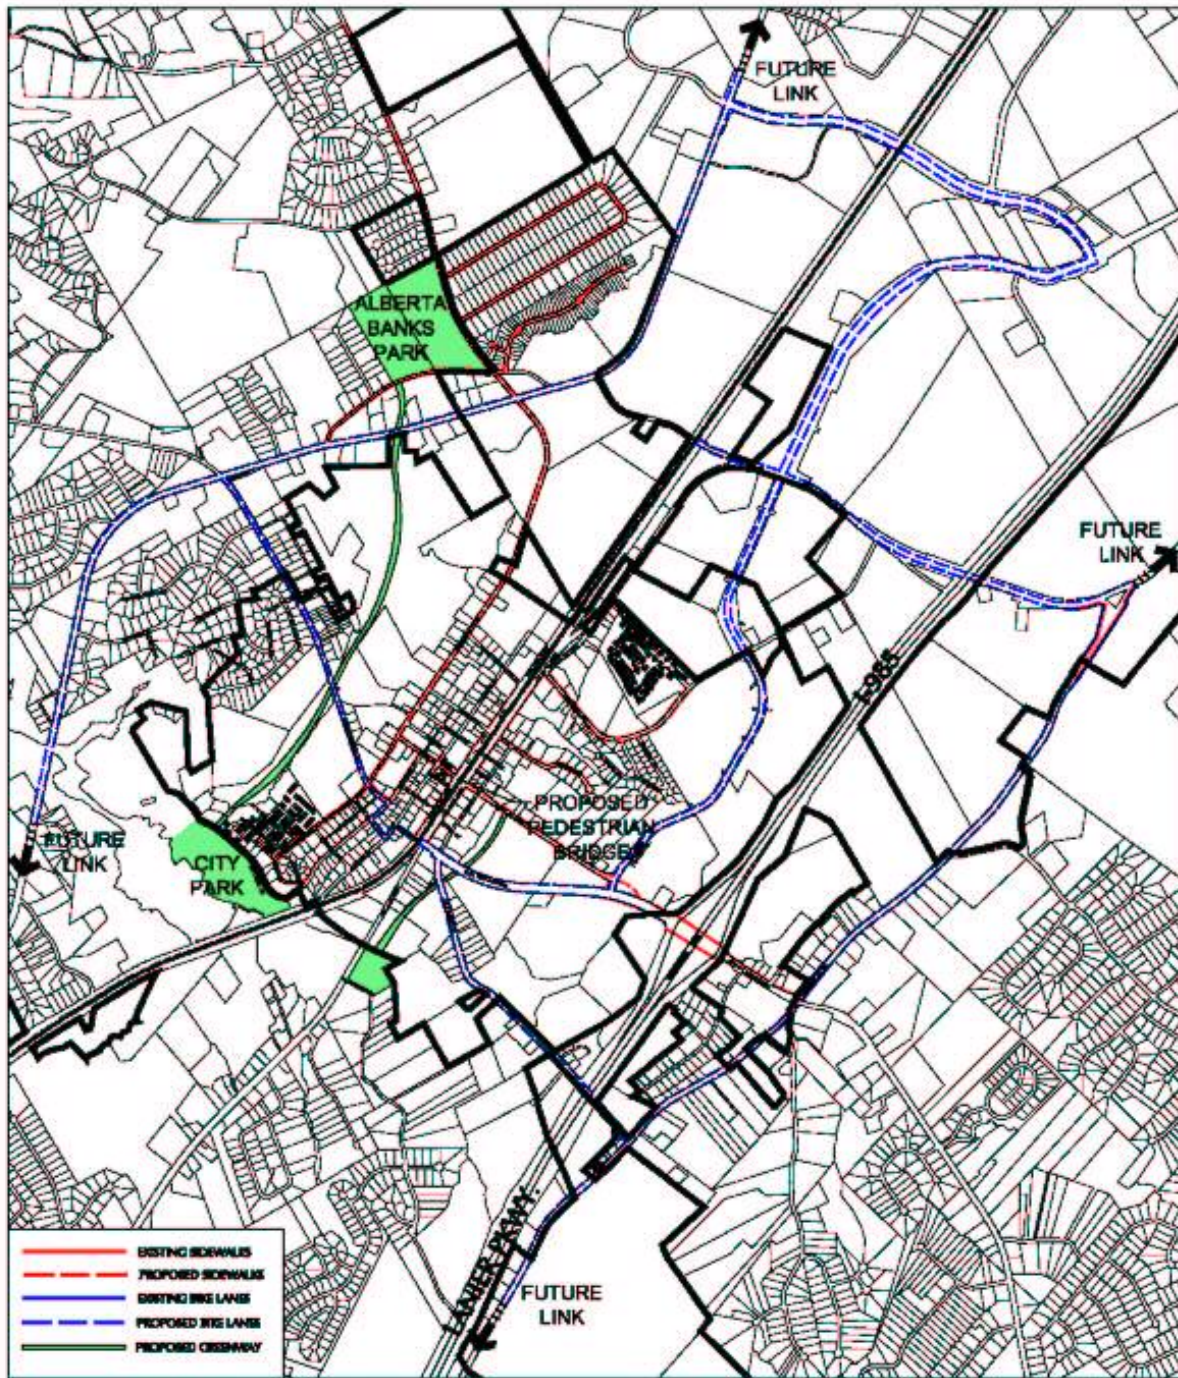 FUTURE
LINK
ALBERTA
BANKS
PARK
FUTURE
LINK
I-985
PROPOSED
PEDESTRIAN
BRIDGE
FUTURE
LINK
CITY
PARK
LANIER PKWY.
FUTURE
LINK
EXISTING SIDEWALKS
PROPOSED SIDEWALKS
EXISTING BIKE LANES
PROPOSED BIKE LANES
PROPOSED GREENWAY